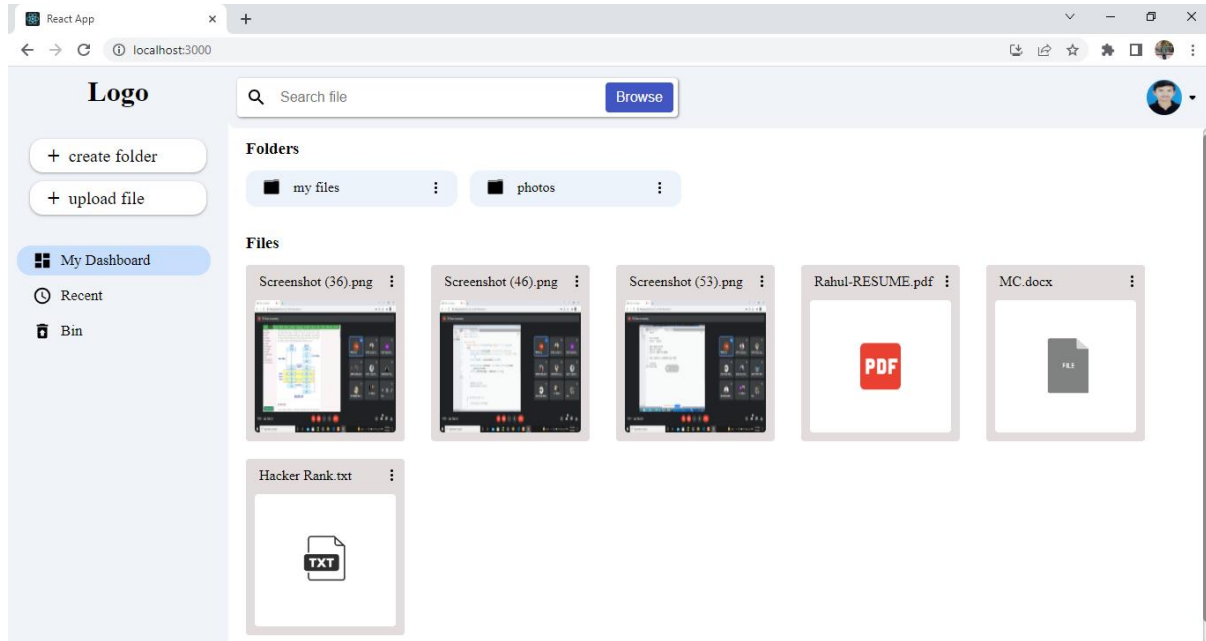 React App
localhost:3000
Logo
Search file
Browse
+ create folder
+ upload file
My Dashboard
Recent
Bin
Folders
my files
photos
Files
Screenshot (36).png
Screenshot (46).png
Screenshot (53).png
Rahul-RESUME.pdf
MC.docx
PDF
FILE
Hacker Rank.txt
TXT